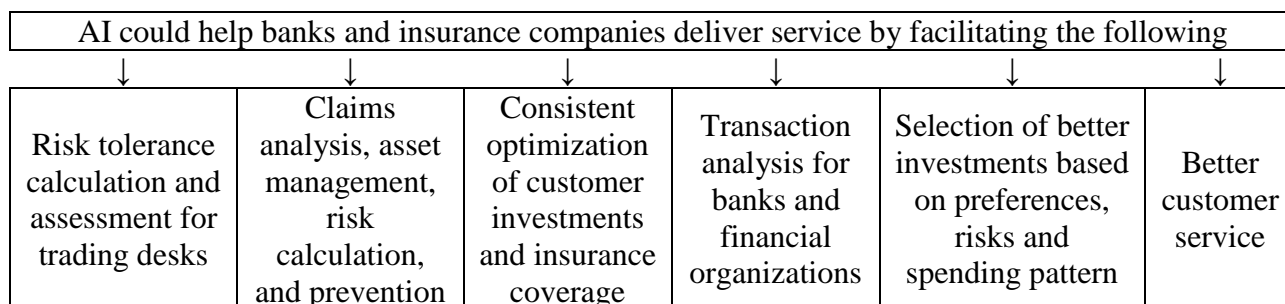 AI could help banks and insurance companies deliver service by facilitating the following
↓ ↓ ↓ ↓ ↓ ↓
Risk tolerance
calculation and
assessment for
trading desks
Claims
analysis, asset
management,
risk
calculation,
and prevention
Consistent
optimization
of customer
investments
and insurance
coverage
Transaction
analysis for
banks and
financial
organizations
Selection of better
investments based
on preferences,
risks and
spending pattern
Better
customer
service